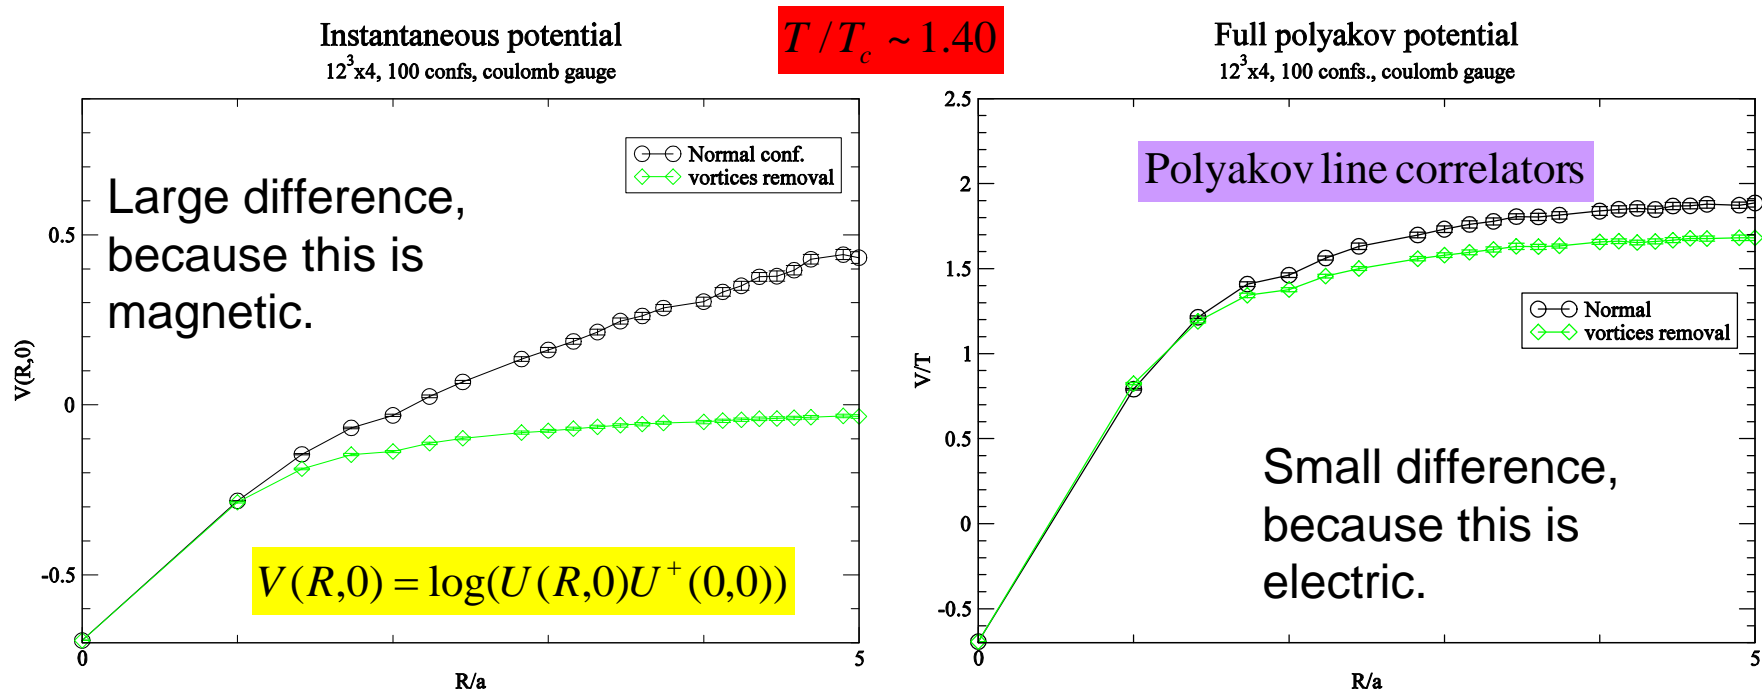 Instantaneous potential
12³x4, 100 confs, coulomb gauge
T / T_c ~ 1.40
Full polyakov potential
12³x4, 100 confs., coulomb gauge
Large difference,
because this is
magnetic.
Normal conf.
vortices removal
V(R,0) = log(U(R,0)U⁺(0,0))
0.5
0
-0.5
V(R,0)
0
5
R/a
Polyakov line correlators
Normal
vortices removal
Small difference,
because this is
electric.
2.5
2
1.5
1
0.5
0
-0.5
V/T
0
5
R/a